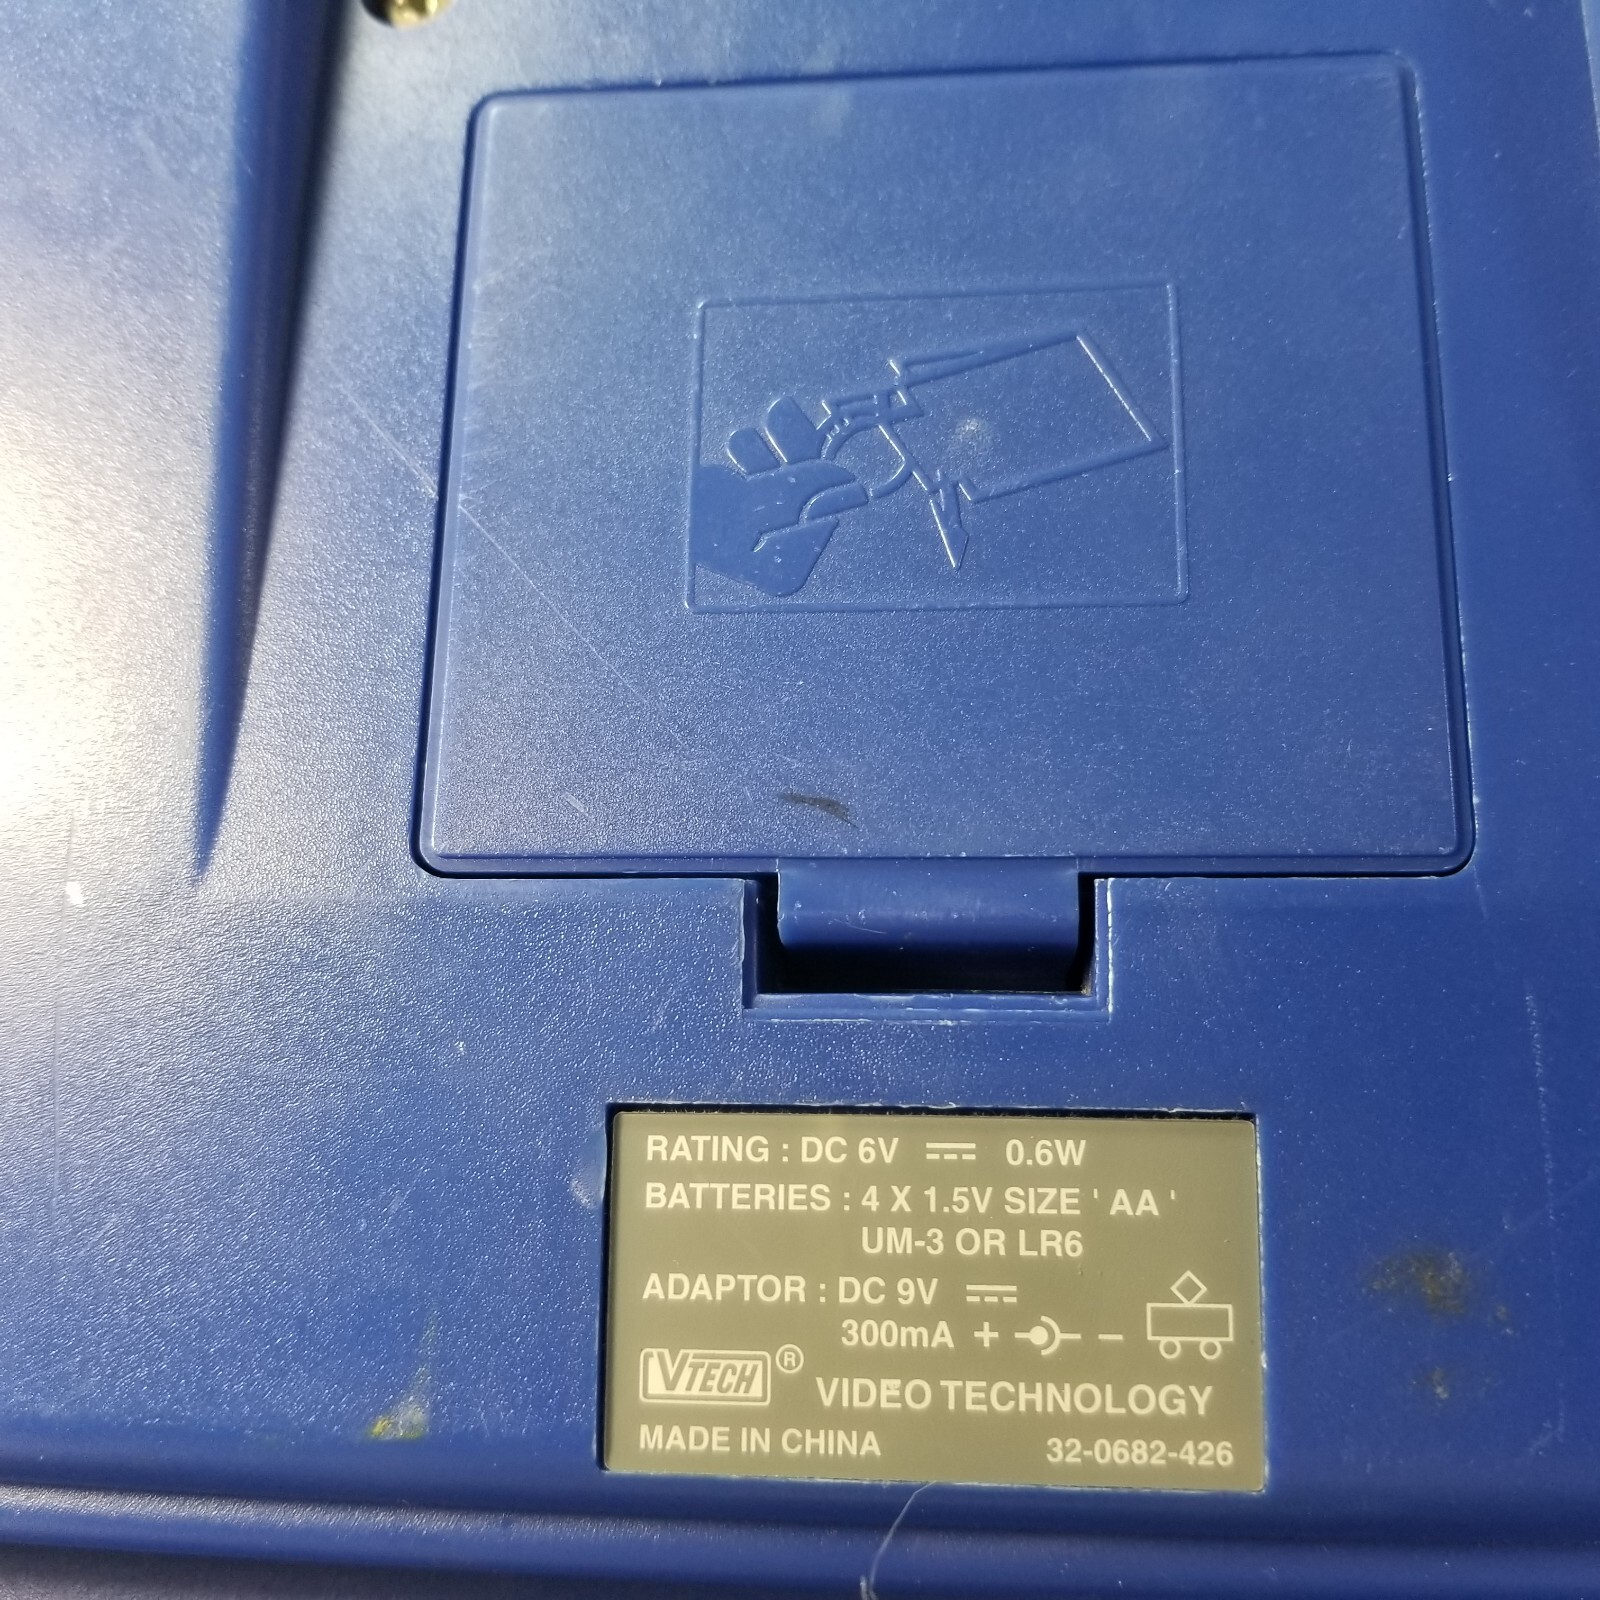 RATING : DC 6V ⎓ 0.6W
BATTERIES : 4 X 1.5V SIZE ' AA '
UM-3 OR LR6
ADAPTOR : DC 9V ⎓
300mA + −
VTECH ® VIDEO TECHNOLOGY
MADE IN CHINA 32-0682-426